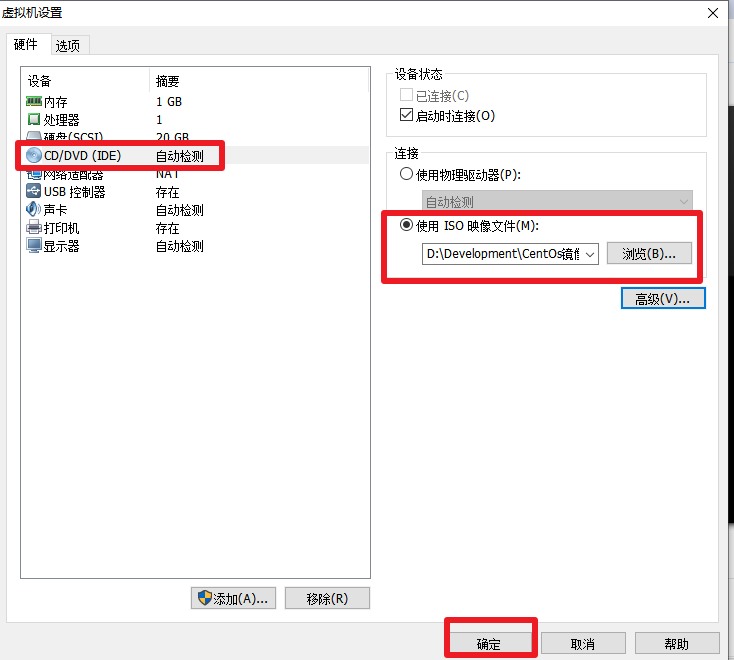 虚拟机设置
硬件 选项
设备 摘要
内存 1 GB
处理器 1
硬盘(SCSI) 20 GB
CD/DVD (IDE) 自动检测
网络适配器 NAT
USB 控制器 存在
声卡 自动检测
打印机 存在
显示器 自动检测
添加(A)... 移除(R)
设备状态
已连接(C)
启动时连接(O)
连接
使用物理驱动器(P):
自动检测
使用 ISO 映像文件(M):
D:\Development\CentOs镜像 浏览(B)...
高级(V)...
确定 取消 帮助